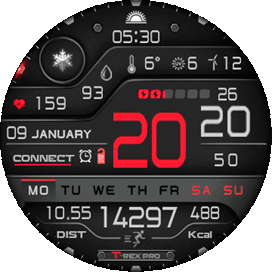 05:30
6° 6° 12
93 26
159
20 20
09 JANUARY
CONNECT 50
MO TU WE TH FR SA SU
10.55 14297 488
DIST Kcal
T-REX PRO